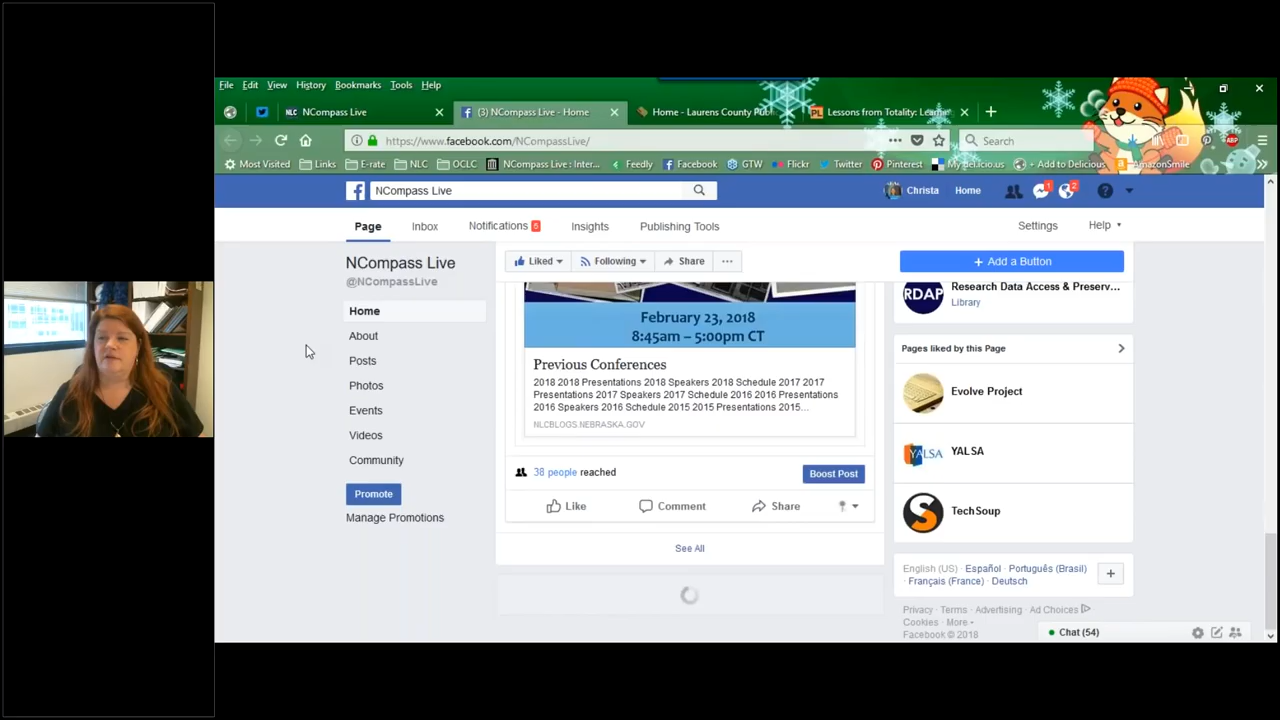 File Edit View History Bookmarks Tools Help
NLC NCompass Live
(3) NCompass Live - Home
Home - Laurens County Pub
PL Lessons from Totality: Learn
https://www.facebook.com/NCompassLive/
Search
Most Visited Links E-rate NLC OCLC NCompass Live : Inter... Feedly Facebook GTW Flickr Twitter Pinterest My del.icio.us Add to Delicious AmazonSmile
NCompass Live
Christa Home 1 2
Page Inbox Notifications 5 Insights Publishing Tools Settings Help
NCompass Live
@NCompassLive
Home
About
Posts
Photos
Events
Videos
Community
Promote
Manage Promotions
Liked Following Share
+ Add a Button
February 23, 2018
8:45am – 5:00pm CT
Previous Conferences
2018 2018 Presentations 2018 Speakers 2018 Schedule 2017 2017
Presentations 2017 Speakers 2017 Schedule 2016 2016 Presentations
2016 Speakers 2016 Schedule 2015 2015 Presentations 2015...
NLCBLOGS.NEBRASKA.GOV
38 people reached
Boost Post
Like Comment Share
See All
RDAP
Research Data Access & Preserv...
Library
Pages liked by this Page
Evolve Project
YALSA
YALSA
TechSoup
English (US) · Español · Português (Brasil)
· Français (France) · Deutsch
Privacy · Terms · Advertising · Ad Choices
Cookies · More
Facebook © 2018
Chat (54)